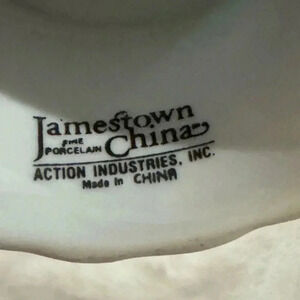 Jamestown
FINE PORCELAIN China
ACTION INDUSTRIES, INC.
Made in CHINA